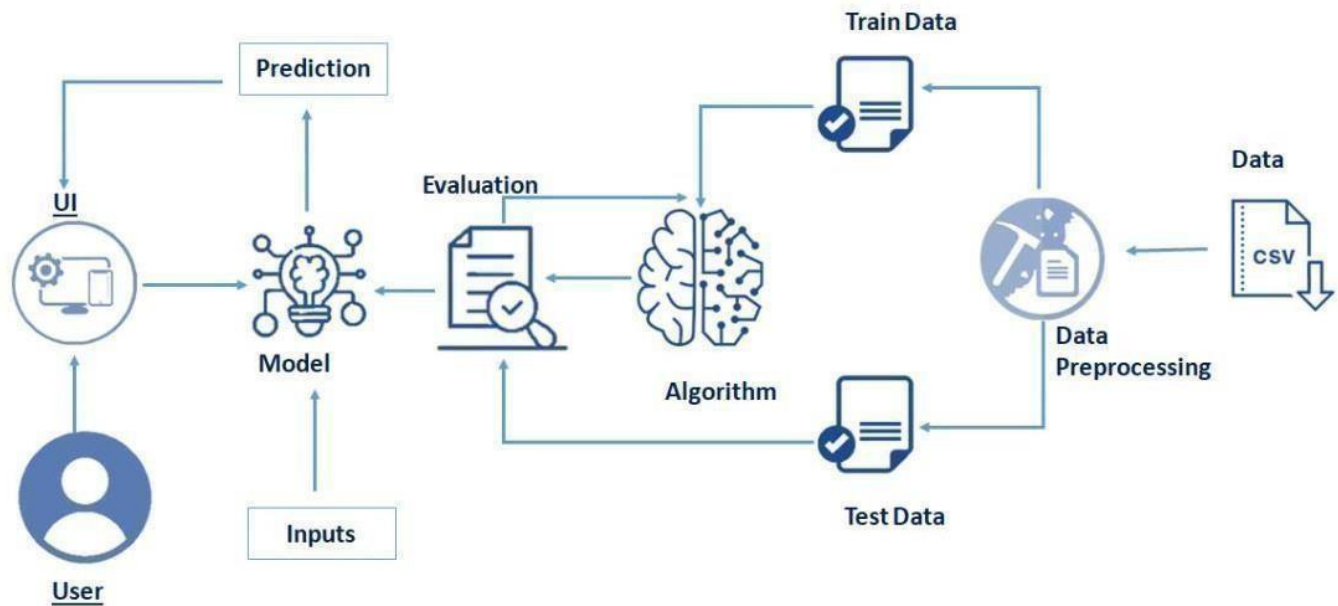 Train Data
Prediction
Data
Evaluation
UI
CSV
Model
Data
Preprocessing
Algorithm
Inputs
Test Data
User